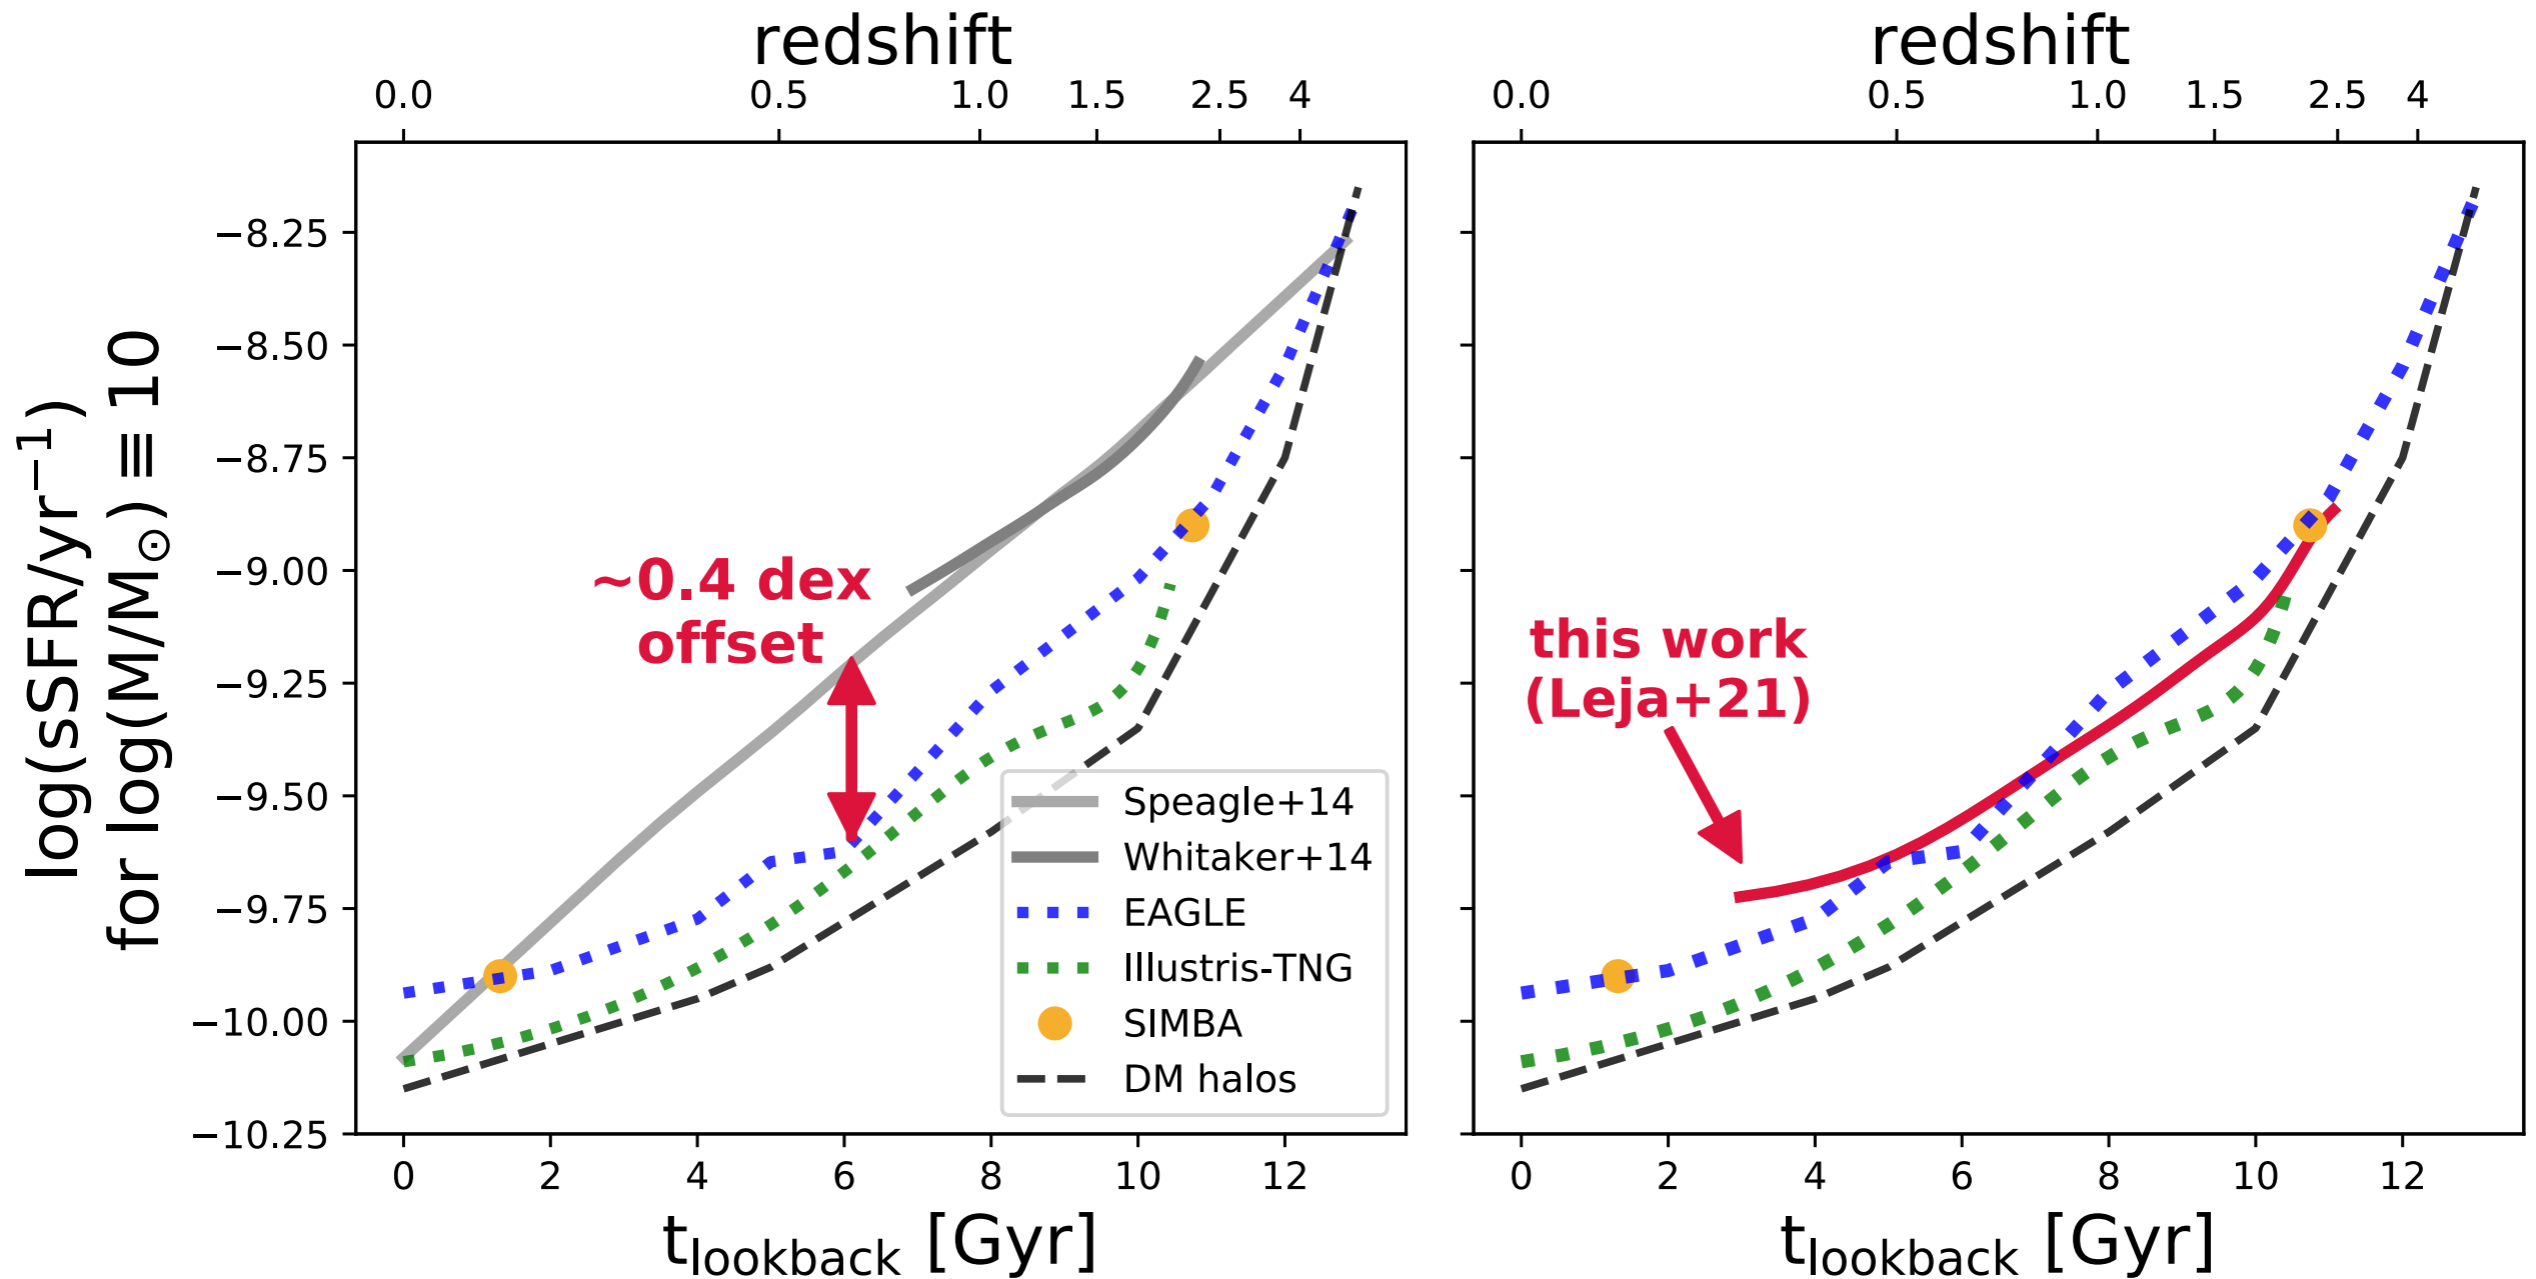 redshift
0.0 0.5 1.0 1.5 2.5 4
redshift
0.0 0.5 1.0 1.5 2.5 4
log(sSFR/yr⁻¹)
for log(M/M☉) ≡ 10
−8.25
−8.50
−8.75
−9.00
−9.25
−9.50
−9.75
−10.00
−10.25
~0.4 dex
offset
Speagle+14
Whitaker+14
EAGLE
Illustris-TNG
SIMBA
DM halos
0 2 4 6 8 10 12
t_lookback [Gyr]
this work
(Leja+21)
0 2 4 6 8 10 12
t_lookback [Gyr]